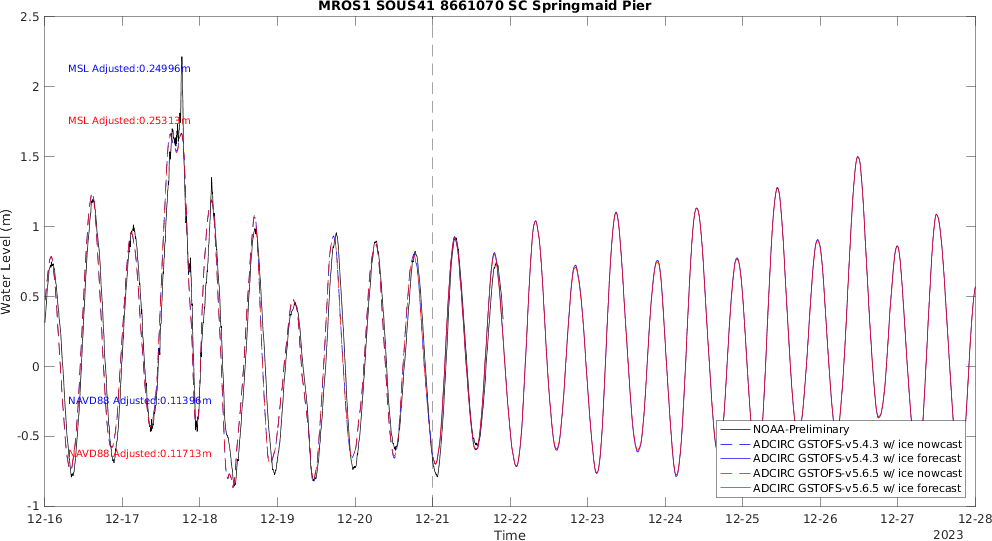 MROS1 SOUS41 8661070 SC Springmaid Pier
2.5
2
1.5
1
0.5
0
-0.5
-1
Water Level (m)
MSL Adjusted:0.24996m
MSL Adjusted:0.25313m
NAVD88 Adjusted:0.11396m
NAVD88 Adjusted:0.11713m
NOAA-Preliminary
ADCIRC GSTOFS-v5.4.3 w/ ice nowcast
ADCIRC GSTOFS-v5.4.3 w/ ice forecast
ADCIRC GSTOFS-v5.6.5 w/ ice nowcast
ADCIRC GSTOFS-v5.6.5 w/ ice forecast
12-16 12-17 12-18 12-19 12-20 12-21 12-22 12-23 12-24 12-25 12-26 12-27 12-28
Time
2023